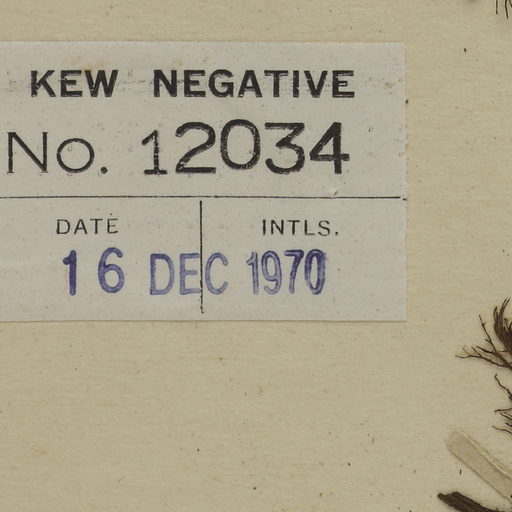 KEW NEGATIVE
No. 12034
DATE INTLS.
16 DEC 1970